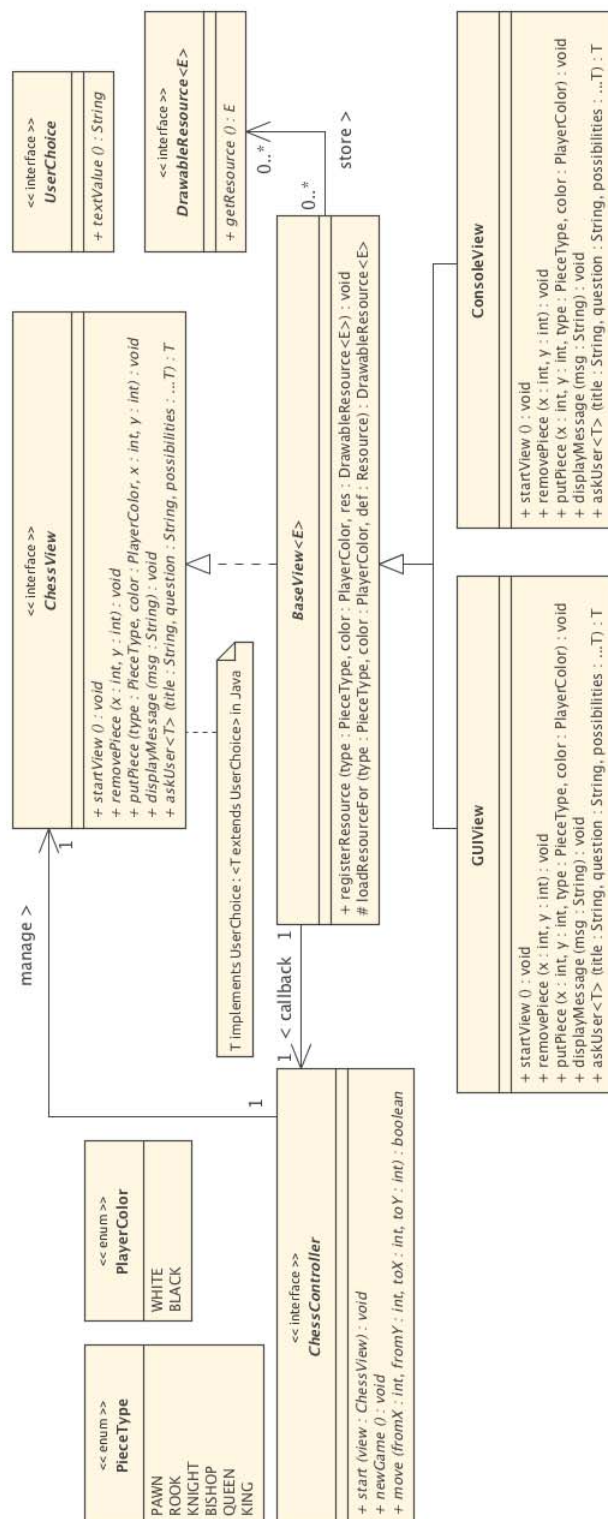 << enum >>
PieceType
PAWN
ROOK
KNIGHT
BISHOP
QUEEN
KING
<< enum >>
PlayerColor
WHITE
BLACK
manage >
1
1
<< interface >>
ChessView
+ startView () : void
+ removePiece (x : int, y : int) : void
+ putPiece (type : PieceType, color : PlayerColor, x : int, y : int) : void
+ displayMessage (msg : String) : void
+ askUser<T> (title : String, question : String, possibilities : ...T) : T
<< interface >>
UserChoice
+ textValue () : String
T implements UserChoice : <T extends UserChoice> in Java
<< interface >>
DrawableResource<E>
+ getResource () : E
0..*
0..*
store >
<< interface >>
ChessController
+ start (view : ChessView) : void
+ newGame () : void
+ move (fromX : int, fromY : int, toX : int, toY : int) : boolean
1 < callback 1
BaseView<E>
+ registerResource (type : PieceType, color : PlayerColor, res : DrawableResource<E>) : void
# loadResourceFor (type : PieceType, color : PlayerColor, def : Resource) : DrawableResource<E>
GUIView
+ startView () : void
+ removePiece (x : int, y : int) : void
+ putPiece (x : int, y : int, type : PieceType, color : PlayerColor) : void
+ displayMessage (msg : String) : void
+ askUser<T> (title : String, question : String, possibilities : ...T) : T
ConsoleView
+ startView () : void
+ removePiece (x : int, y : int) : void
+ putPiece (x : int, y : int, type : PieceType, color : PlayerColor) : void
+ displayMessage (msg : String) : void
+ askUser<T> (title : String, question : String, possibilities : ...T) : T